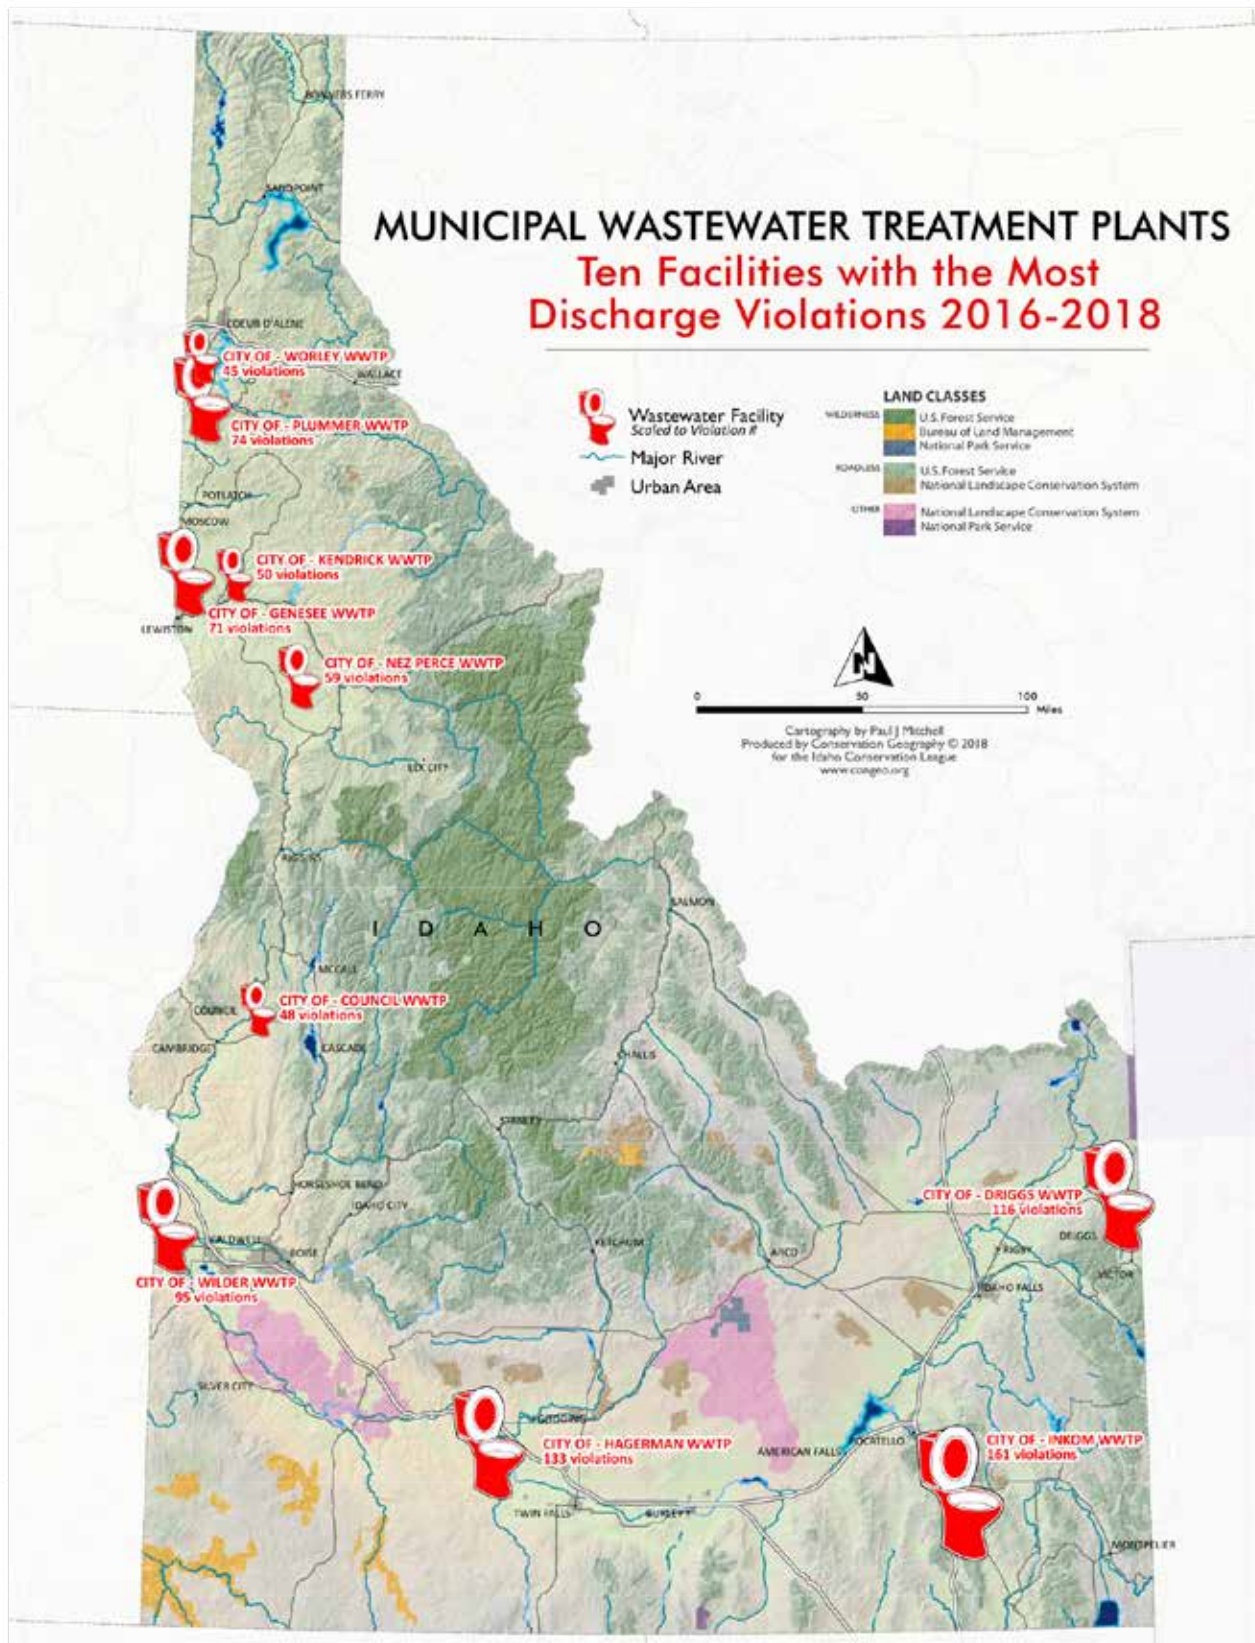 BONNERS FERRY
SANDPOINT
MUNICIPAL WASTEWATER TREATMENT PLANTS
Ten Facilities with the Most
Discharge Violations 2016-2018
COEUR D'ALENE
CITY OF - WORLEY WWTP
45 violations
WALLACE
CITY OF - PLUMMER WWTP
74 violations
Wastewater Facility
Scaled to Violation #
Major River
Urban Area
LAND CLASSES
WILDERNESS
U.S. Forest Service
Bureau of Land Management
National Park Service
ROADLESS
U.S. Forest Service
National Landscape Conservation System
OTHER
National Landscape Conservation System
National Park Service
POTLATCH
MOSCOW
CITY OF - KENDRICK WWTP
50 violations
CITY OF - GENESEE WWTP
71 violations
LEWISTON
CITY OF - NEZ PERCE WWTP
59 violations
N
0 50 100 Miles
Cartography by Paul J Mitchell
Produced by Conservation Geography © 2018
for the Idaho Conservation League
www.congeo.org
ELK CITY
RIGGINS
SALMON
IDAHO
MCCALL
CITY OF - COUNCIL WWTP
48 violations
COUNCIL
CAMBRIDGE
CASCADE
CHALLIS
STANLEY
HORSESHOE BEND
IDAHO CITY
CITY OF - DRIGGS WWTP
116 violations
DRIGGS
VICTOR
CALDWELL
BOISE
KETCHUM
ARCO
RIGBY
IDAHO FALLS
CITY OF - WILDER WWTP
95 violations
SILVER CITY
GOODING
CITY OF - HAGERMAN WWTP
133 violations
AMERICAN FALLS
POCATELLO
CITY OF - INKOM WWTP
161 violations
TWIN FALLS
BURLEY
MONTPELIER